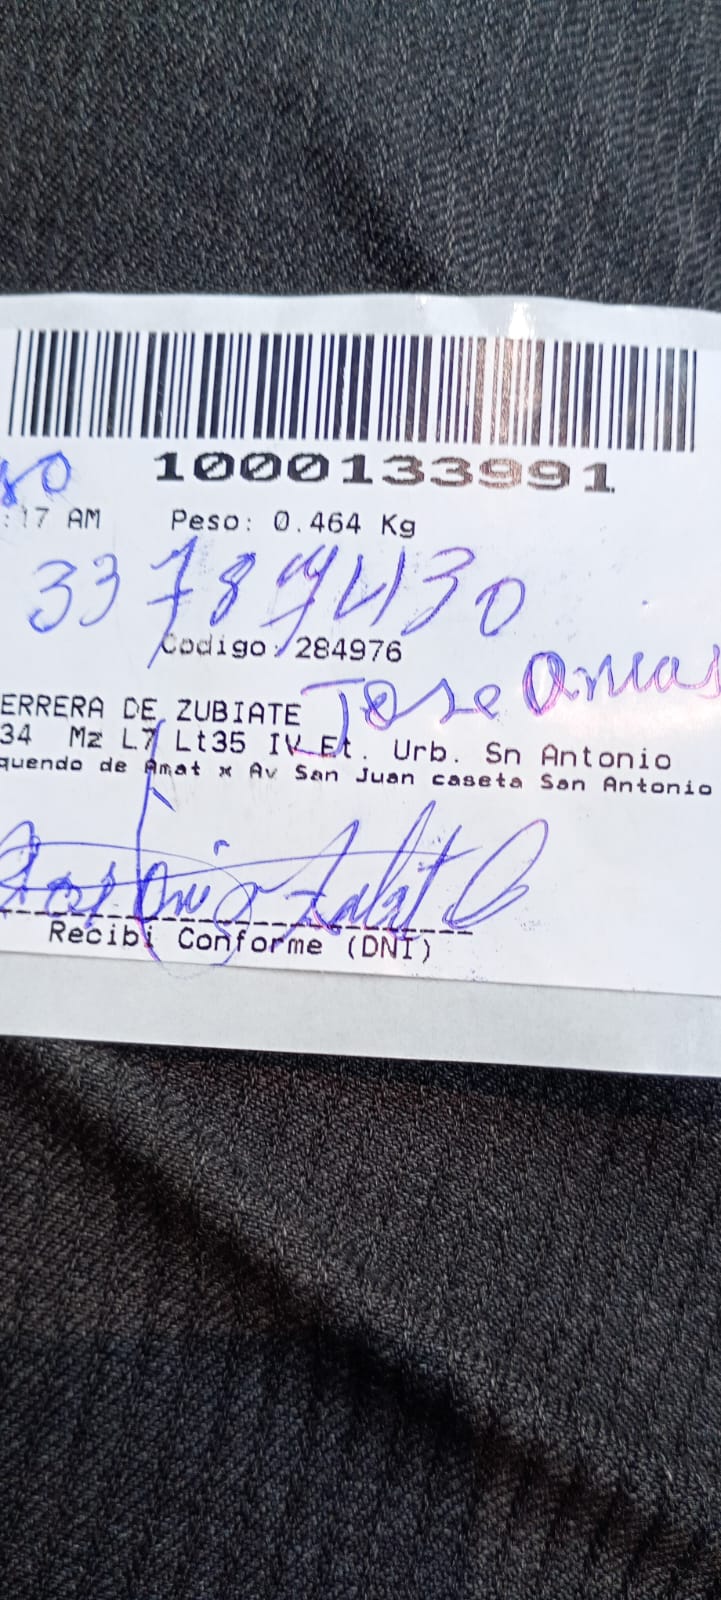 1000133991
:17 AM Peso: 0.464 Kg
Codigo: 284976
Jose
ERRERA DE ZUBIATE
34 Mz L7 Lt35 IV Et. Urb. Sn Antonio
quendo de Amat x Av San Juan caseta San Antonio
Recibi Conforme (DNI)